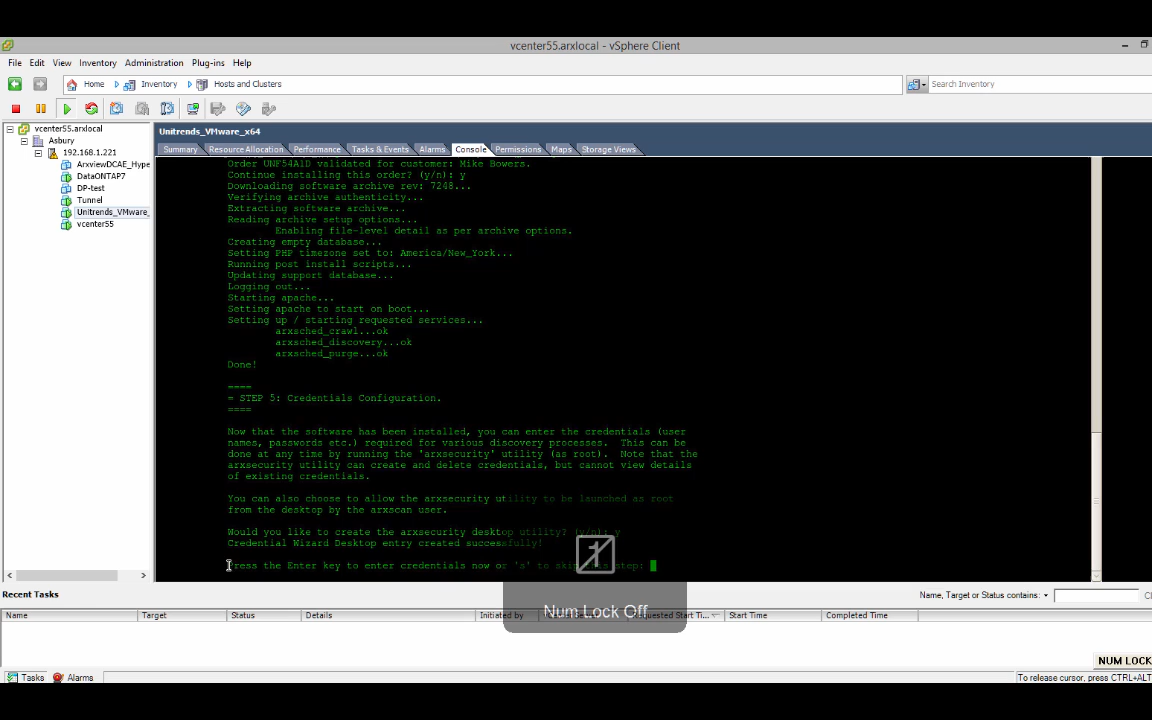 vcenter55.arxlocal - vSphere Client
File Edit View Inventory Administration Plug-ins Help
Home Inventory Hosts and Clusters Search Inventory
vcenter55.arxlocal
Asbury
192.168.1.221
ArxviewDCAE_Hype
DataONTAP7
DP-test
Tunnel
Unitrends_VMware_
vcenter55
Unitrends_VMware_x64
Summary Resource Allocation Performance Tasks & Events Alarms Console Permissions Maps Storage Views
Order UNF54A1D validated for customer: Mike Bowers.
Continue installing this order? (y/n): y
Downloading software archive rev: 7248...
Verifying archive authenticity...
Extracting software archive...
Reading archive setup options...
Enabling file-level detail as per archive options.
Creating empty database...
Setting PHP timezone set to: America/New_York...
Running post install scripts...
Updating support database...
Logging out...
Starting apache...
Setting apache to start on boot...
Setting up / starting requested services...
arxsched_crawl...ok
arxsched_discovery...ok
arxsched_purge...ok
Done!
====
= STEP 5: Credentials Configuration.
====
Now that the software has been installed, you can enter the credentials (user
names, passwords etc.) required for various discovery processes. This can be
done at any time by running the 'arxsecurity' utility (as root). Note that the
arxsecurity utility can create and delete credentials, but cannot view details
of existing credentials.
You can also choose to allow the arxsecurity utility to be launched as root
from the desktop by the arxscan user.
Would you like to create the arxsecurity desktop utility? (y/n): y
Credential Wizard Desktop entry created successfully!
Press the Enter key to enter credentials now or 's' to skip this step:
1
Num Lock Off
Recent Tasks
Name, Target or Status contains:
Name Target Status Details Initiated by Requested Start Ti... Start Time Completed Time
NUM LOCK
Tasks Alarms
To release cursor, press CTRL+ALT